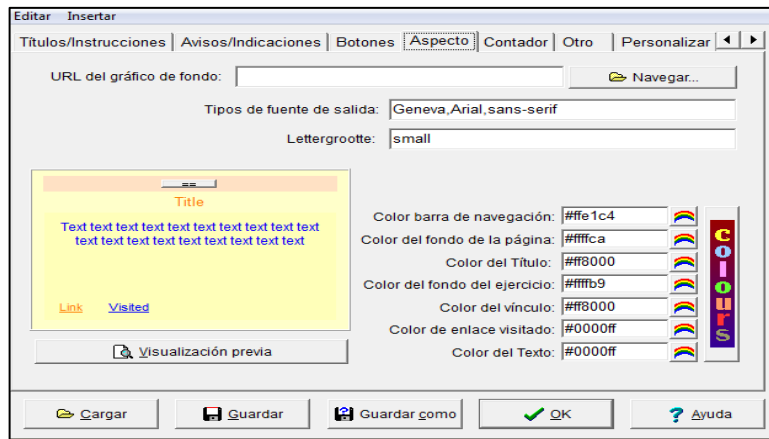 Editar Insertar
Títulos/Instrucciones Avisos/Indicaciones Botones Aspecto Contador Otro Personalizar
URL del gráfico de fondo: Navegar...
Tipos de fuente de salida: Geneva,Arial,sans-serif
Lettergrootte: small
==
Title
Text text text text text text text text text text
text text text text text text text text text
Link Visited
Visualización previa
Color barra de navegación: #ffe1c4
Color del fondo de la página: #ffffca
Color del Título: #ff8000
Color del fondo del ejercicio: #ffffb9
Color del vínculo: #ff8000
Color de enlace visitado: #0000ff
Color del Texto: #0000ff
colours
Cargar Guardar Guardar como OK Ayuda